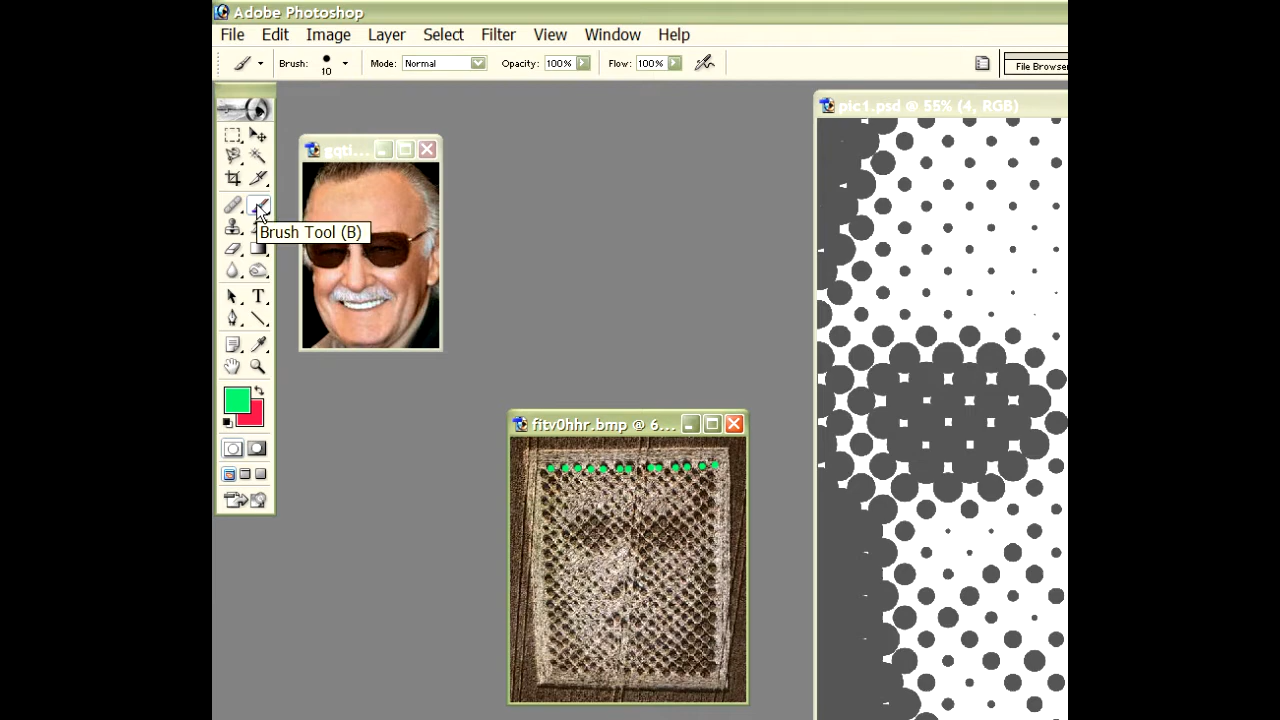 Adobe Photoshop
File Edit Image Layer Select Filter View Window Help
Brush: 10 Mode: Normal Opacity: 100% Flow: 100% File Browser
pic1.psd @ 55% (4, RGB)
gqti...
Brush Tool (B)
T
fitv0hhr.bmp @ 6...